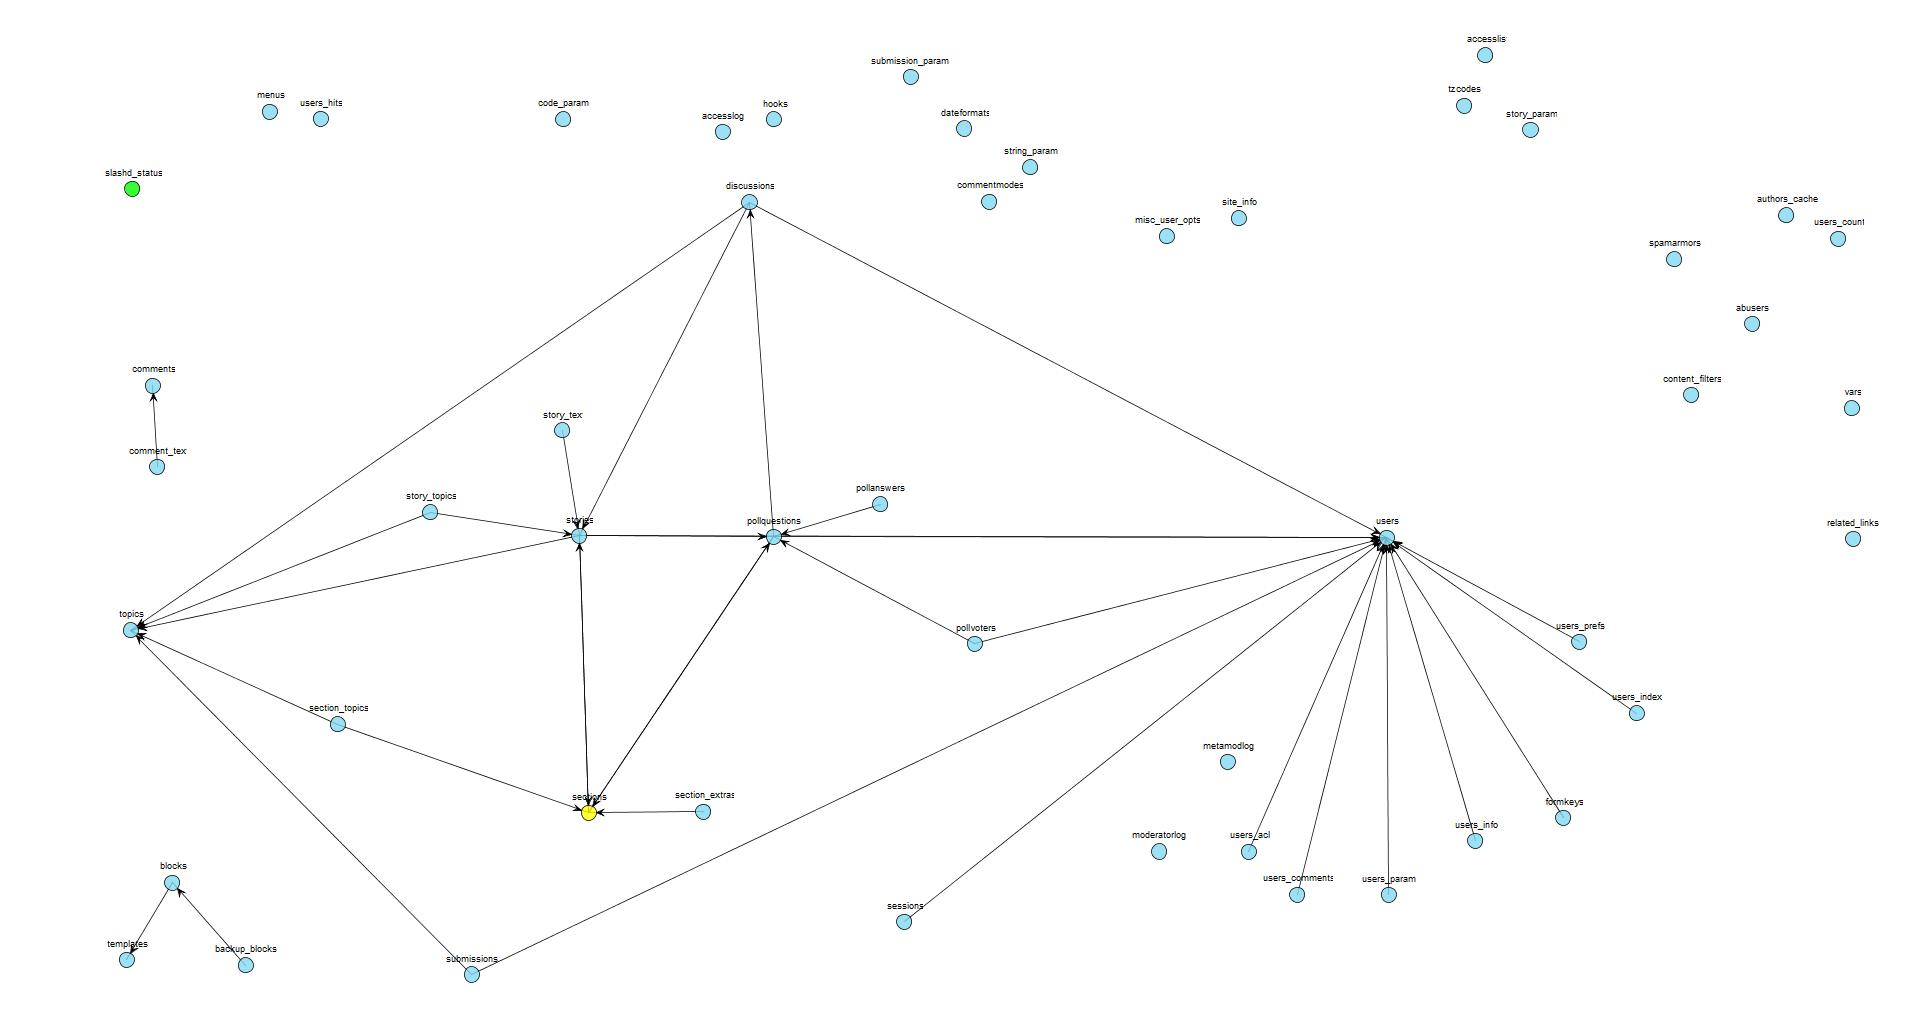 accesslis
submission_param
tzcodes
menus
users_hits
code_param
hooks
accesslog
dateformats
story_param
string_param
slashd_status
discussions
commentmodes
authors_cache
site_info
misc_user_opts
users_count
spamarmors
abusers
comments
content_filters
vars
story_tex
comment_tex
story_topics
pollanswers
stories
pollquestions
users
related_links
topics
pollvoters
users_prefs
section_topics
users_index
metamodlog
sections
section_extras
formkeys
moderatorlog
users_acl
users_info
blocks
users_comments
users_param
sessions
templates
backup_blocks
submissions